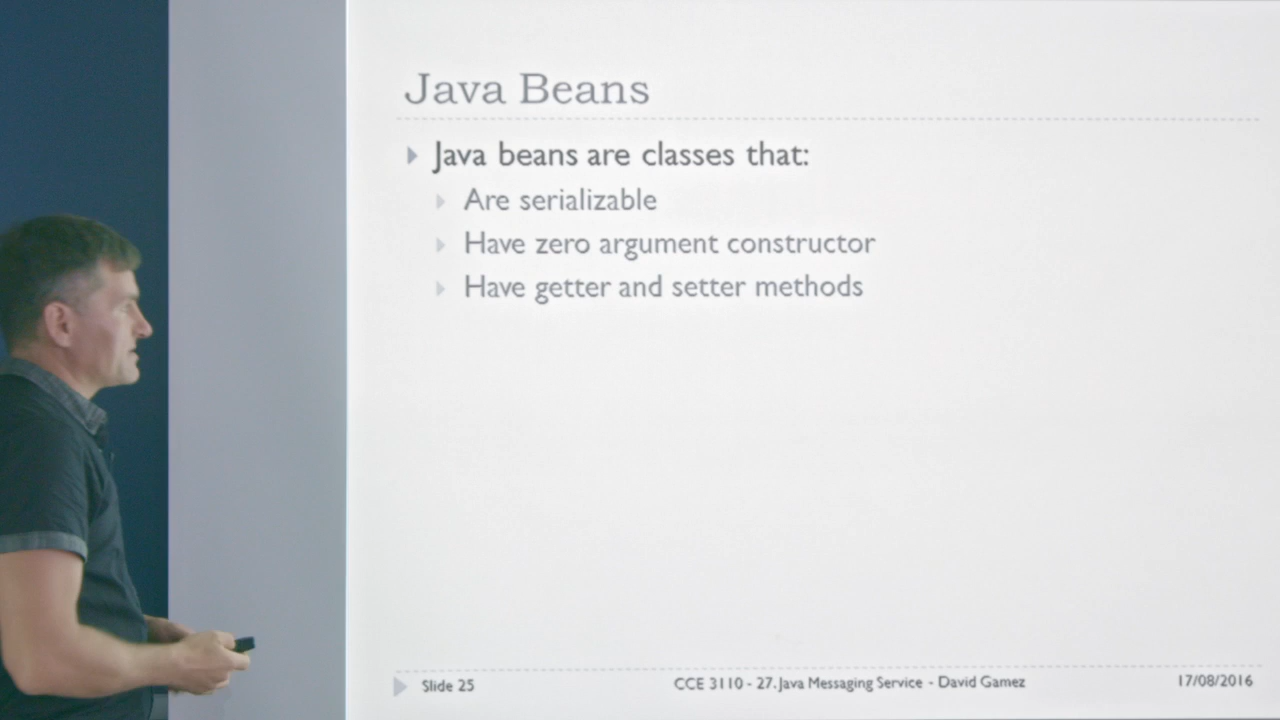 Java Beans
Java beans are classes that:
Are serializable
Have zero argument constructor
Have getter and setter methods
Slide 25
CCE 3110 - 27. Java Messaging Service - David Gamez
17/08/2016